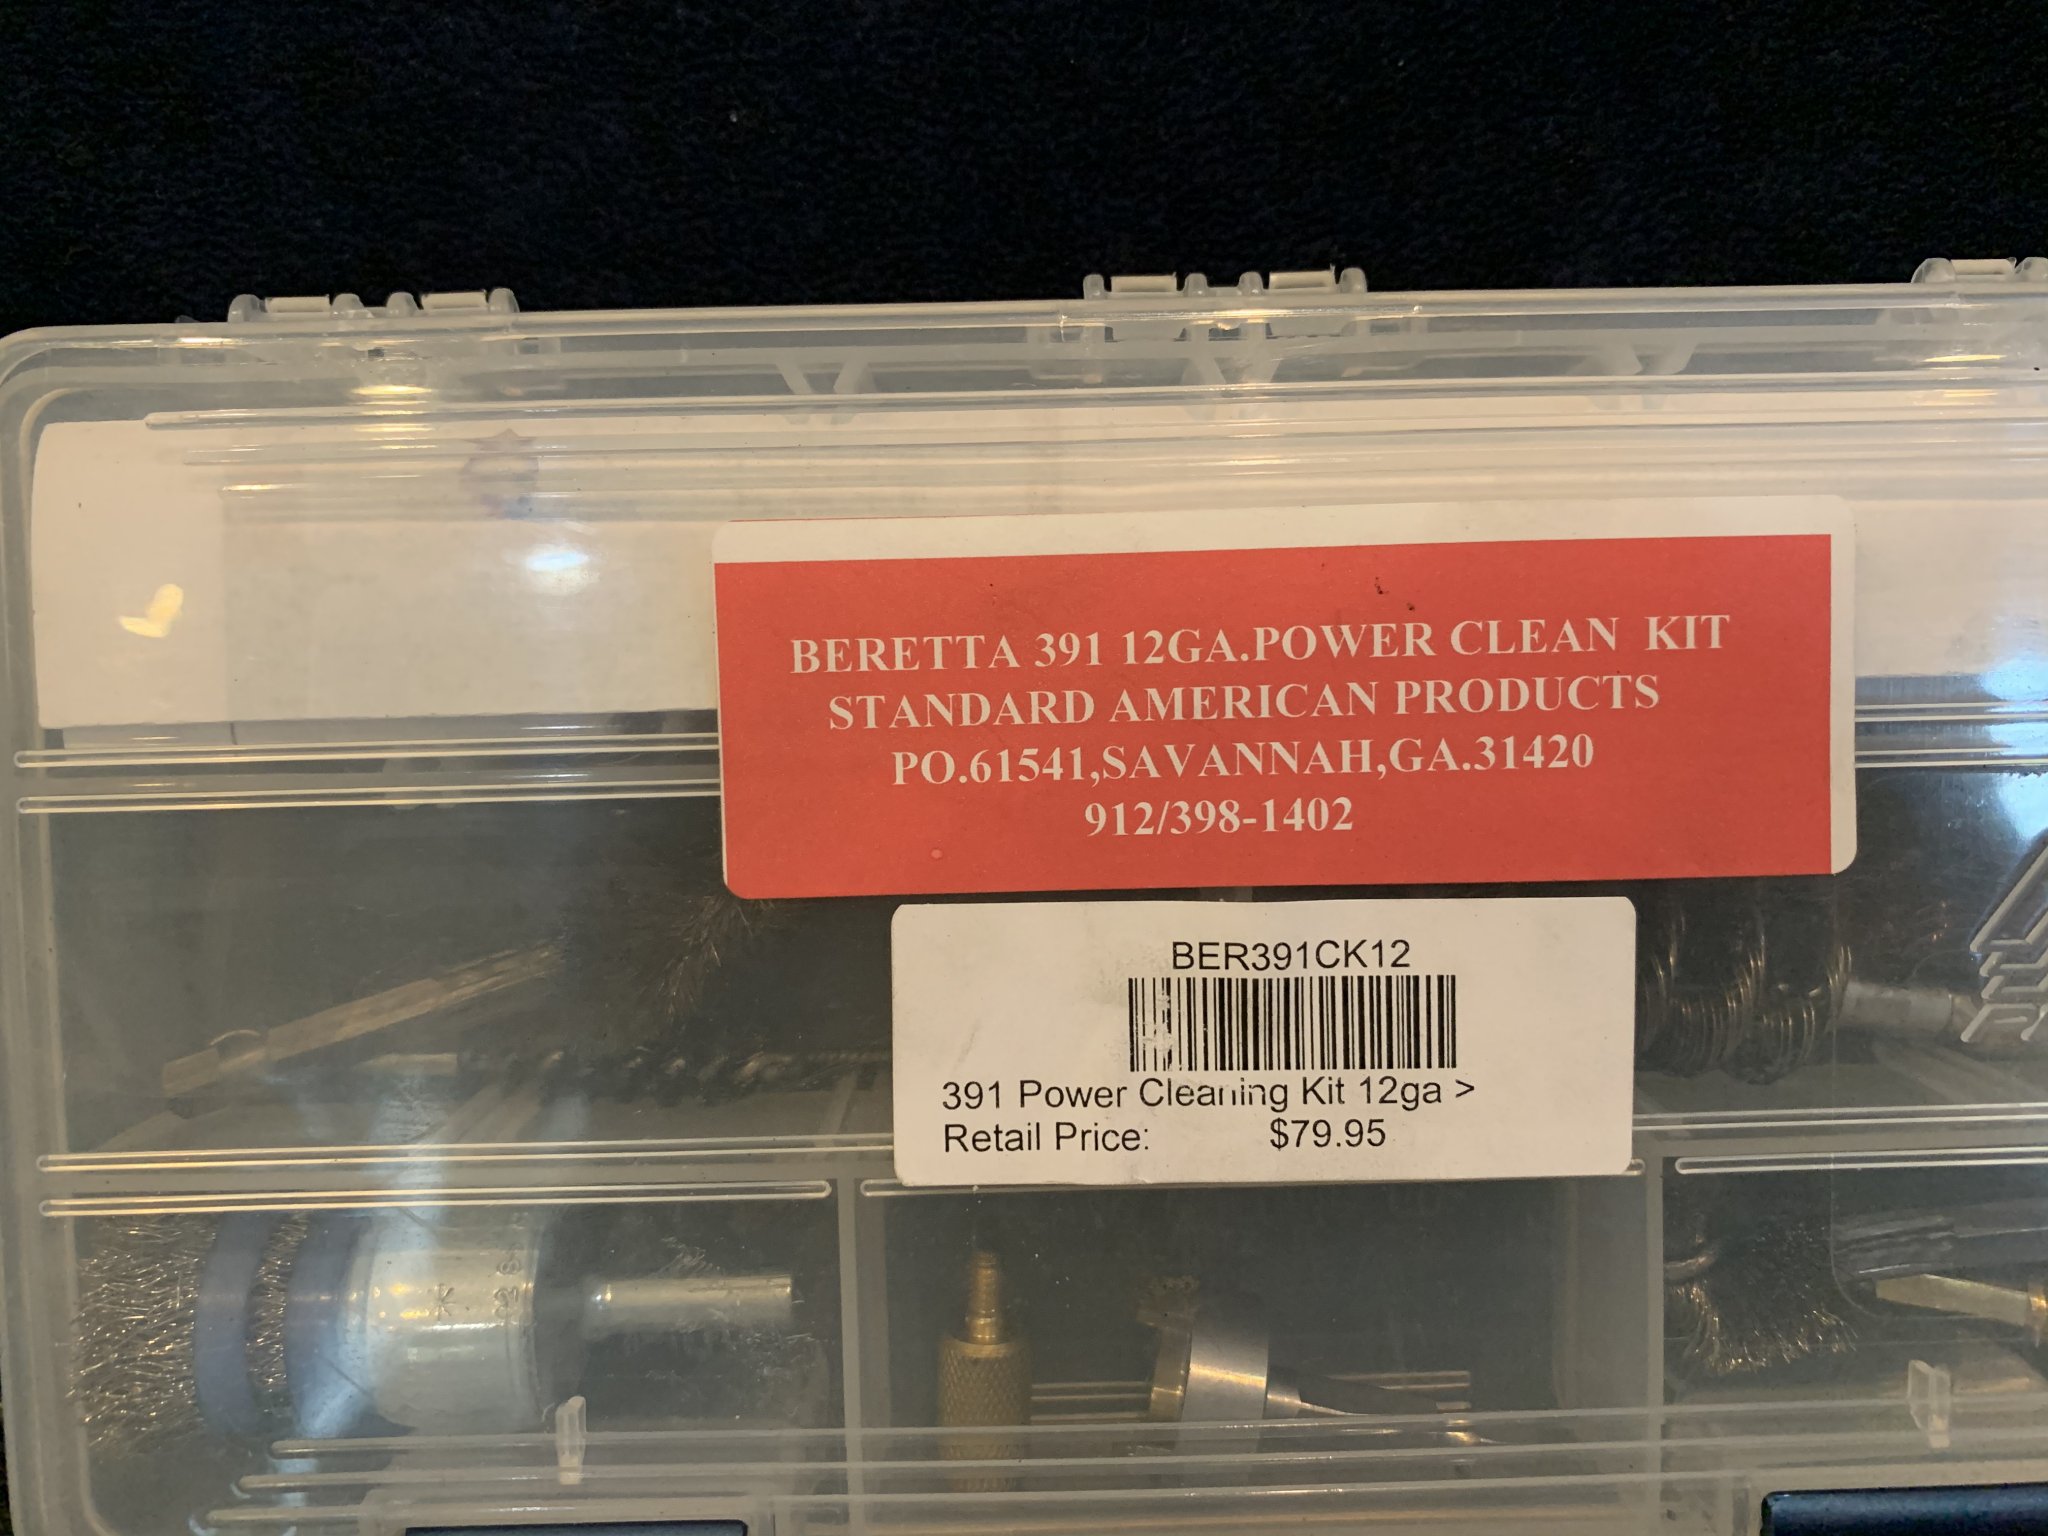 BERETTA 391 12GA.POWER CLEAN KIT
STANDARD AMERICAN PRODUCTS
PO.61541,SAVANNAH,GA.31420
912/398-1402
BER391CK12
391 Power Cleaning Kit 12ga >
Retail Price: $79.95